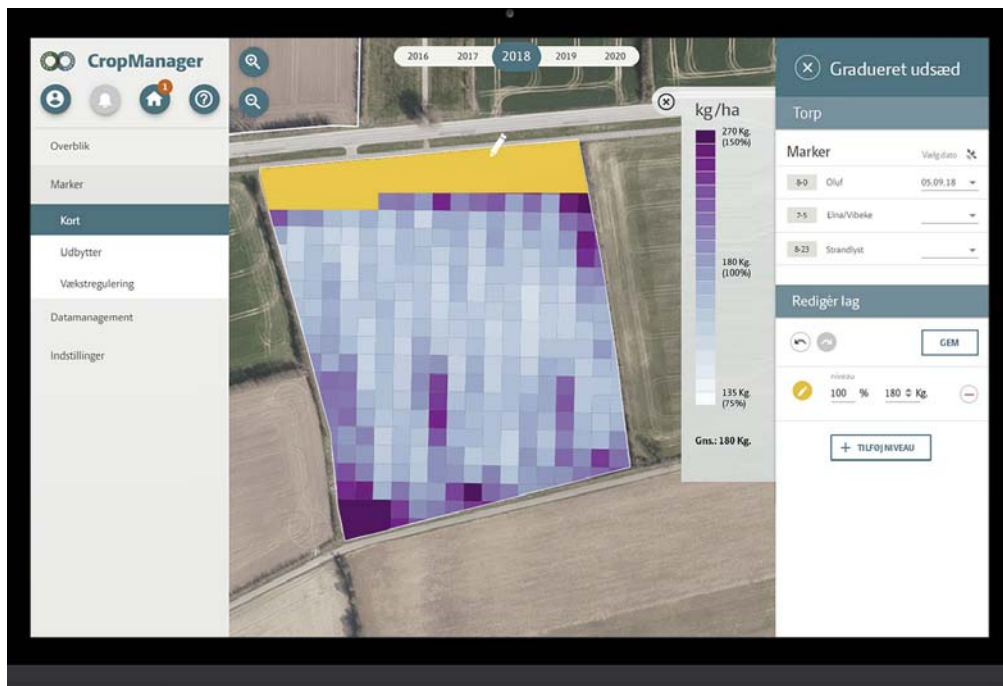 CropManager
1
Overblik
Marker
Kort
Udbytter
Vækstregulering
Datamanagement
Indstillinger
2016 2017 2018 2019 2020
kg/ha
270 Kg.
(150%)
180 Kg.
(100%)
135 Kg.
(75%)
Gns.: 180 Kg.
Gradueret udsæd
Torp
Marker Vælg dato
8-0 Oluf 05.09.18
7-5 Elna/Vibeke
8-23 Strandlyst
Redigér lag
GEM
niveau
100 % 180 Kg.
+ TILFØJ NIVEAU